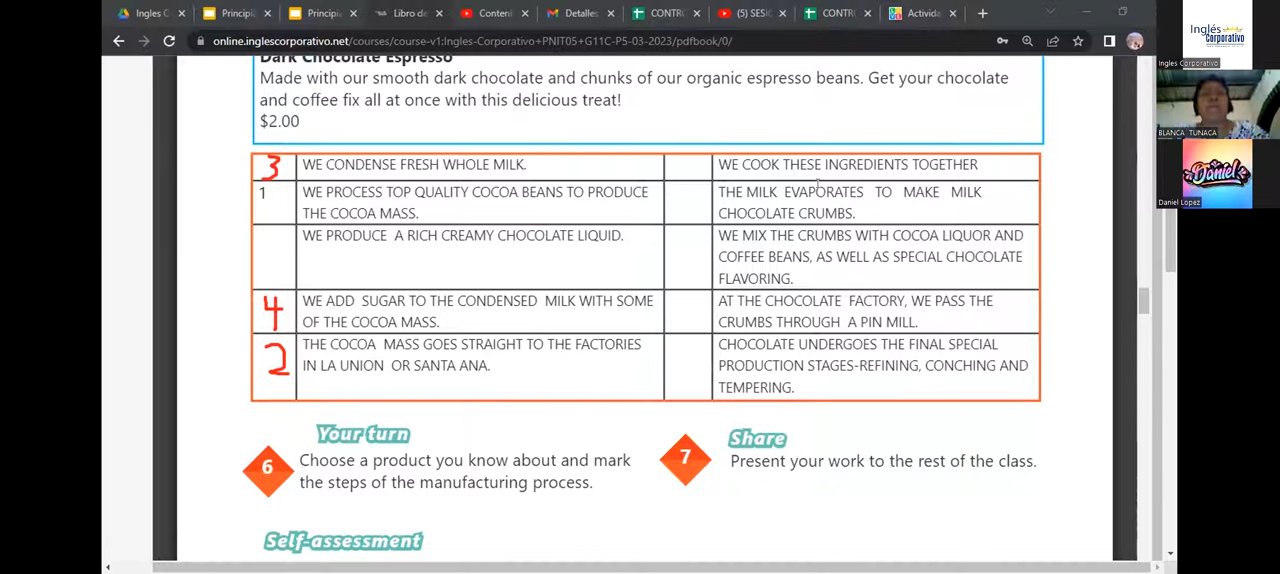 Ingles C
Principia
Principia
Libro de
Conteni
Detalles
CONTRO
(5) SESIC
CONTRO
Activida
online.inglescorporativo.net/courses/course-v1:Ingles-Corporativo+PNIT05+G11C-P5-03-2023/pdfbook/0/
Dark Chocolate Espresso
Made with our smooth dark chocolate and chunks of our organic espresso beans. Get your chocolate
and coffee fix all at once with this delicious treat!
$2.00
3 WE CONDENSE FRESH WHOLE MILK.
WE COOK THESE INGREDIENTS TOGETHER
1 WE PROCESS TOP QUALITY COCOA BEANS TO PRODUCE
THE COCOA MASS.
THE MILK EVAPORATES TO MAKE MILK
CHOCOLATE CRUMBS.
WE PRODUCE A RICH CREAMY CHOCOLATE LIQUID.
WE MIX THE CRUMBS WITH COCOA LIQUOR AND
COFFEE BEANS, AS WELL AS SPECIAL CHOCOLATE
FLAVORING.
4 WE ADD SUGAR TO THE CONDENSED MILK WITH SOME
OF THE COCOA MASS.
AT THE CHOCOLATE FACTORY, WE PASS THE
CRUMBS THROUGH A PIN MILL.
2 THE COCOA MASS GOES STRAIGHT TO THE FACTORIES
IN LA UNION OR SANTA ANA.
CHOCOLATE UNDERGOES THE FINAL SPECIAL
PRODUCTION STAGES-REFINING, CONCHING AND
TEMPERING.
Your turn
6 Choose a product you know about and mark
the steps of the manufacturing process.
Share
7 Present your work to the rest of the class.
Self-assessment
Inglés
Corporativo
Ingles Corporativo
BLANCA TUNACA
Daniel
Daniel Lopez